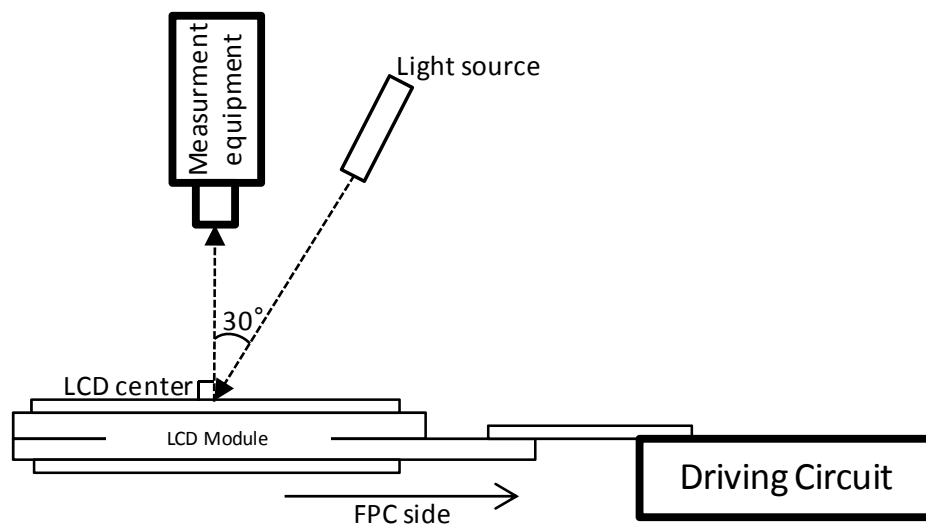 Measurment
equipment
Light source
30°
LCD center
LCD Module
Driving Circuit
FPC side